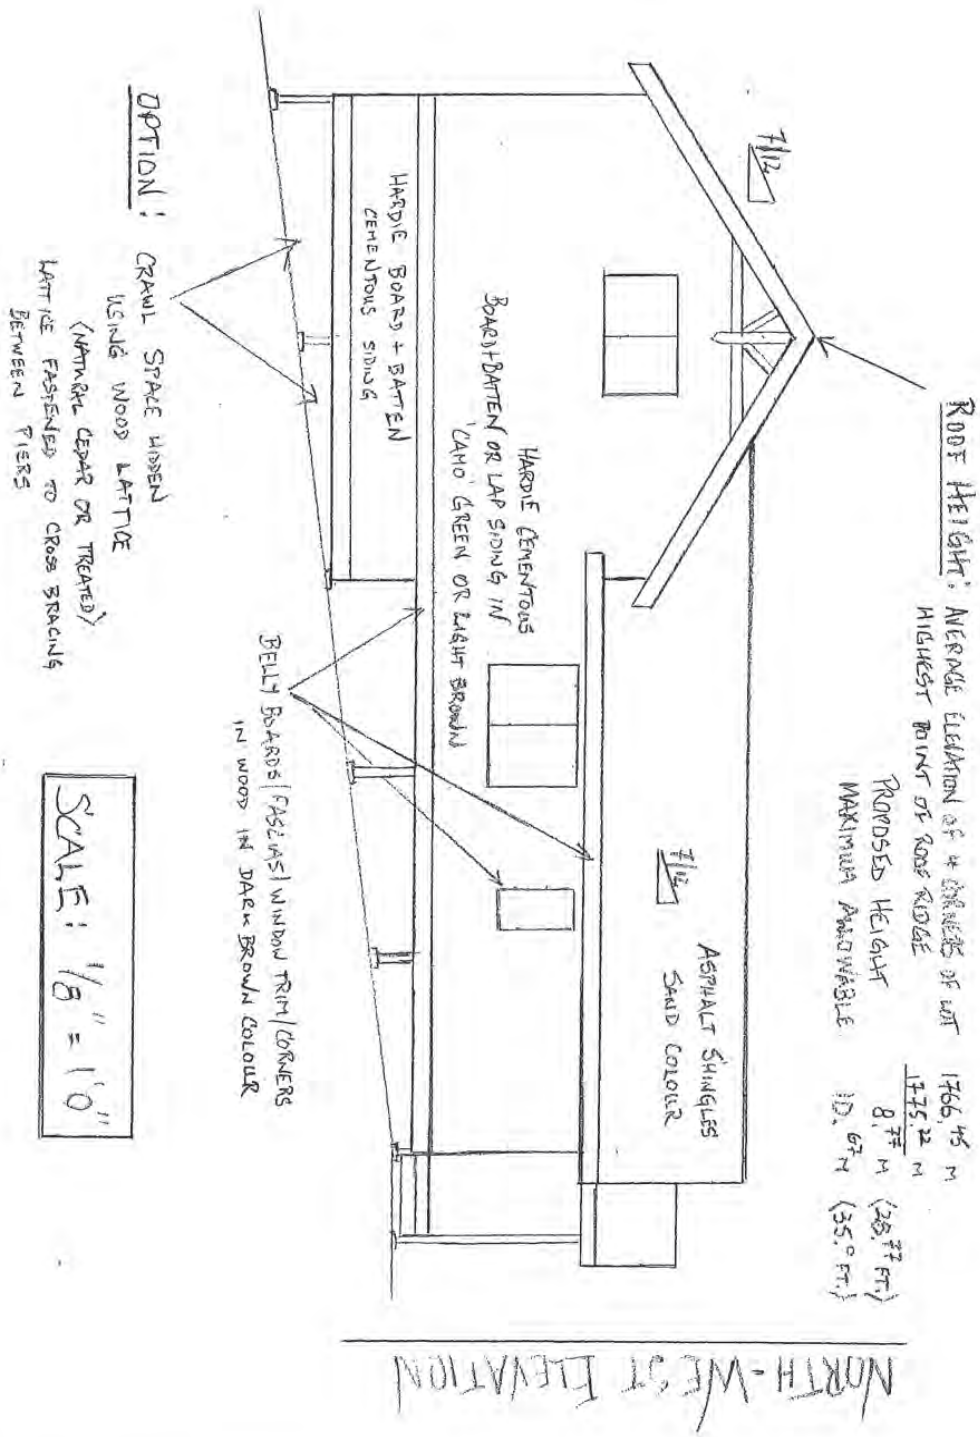 NORTH-WEST ELEVATION
ROOF HEIGHT: AVERAGE ELEVATION OF 4 CORNERS OF LOT 1766.45 M
HIGHEST POINT OF ROOF RIDGE 1775.22 M
PROPOSED HEIGHT 8.77 M (28.77 FT.)
MAXIMUM ALLOWABLE 10.67 M (35.0 FT.)
7/12
ASPHALT SHINGLES
SAND COLOUR
7/12
HARDIE CEMENTOUS
BOARD+BATTEN OR LAP SIDING IN
'CAMO' GREEN OR LIGHT BROWN
HARDIE BOARD + BATTEN
CEMENTOUS SIDING
BELLY BOARDS/FASCIAS/WINDOW TRIM/CORNERS
IN WOOD IN DARK BROWN COLOUR
OPTION: CRAWL SPACE HIDDEN
USING WOOD LATTICE
(NATURAL CEDAR OR TREATED)
LATTICE FASTENED TO CROSS BRACING
BETWEEN PIERS
SCALE: 1/8" = 1'0"